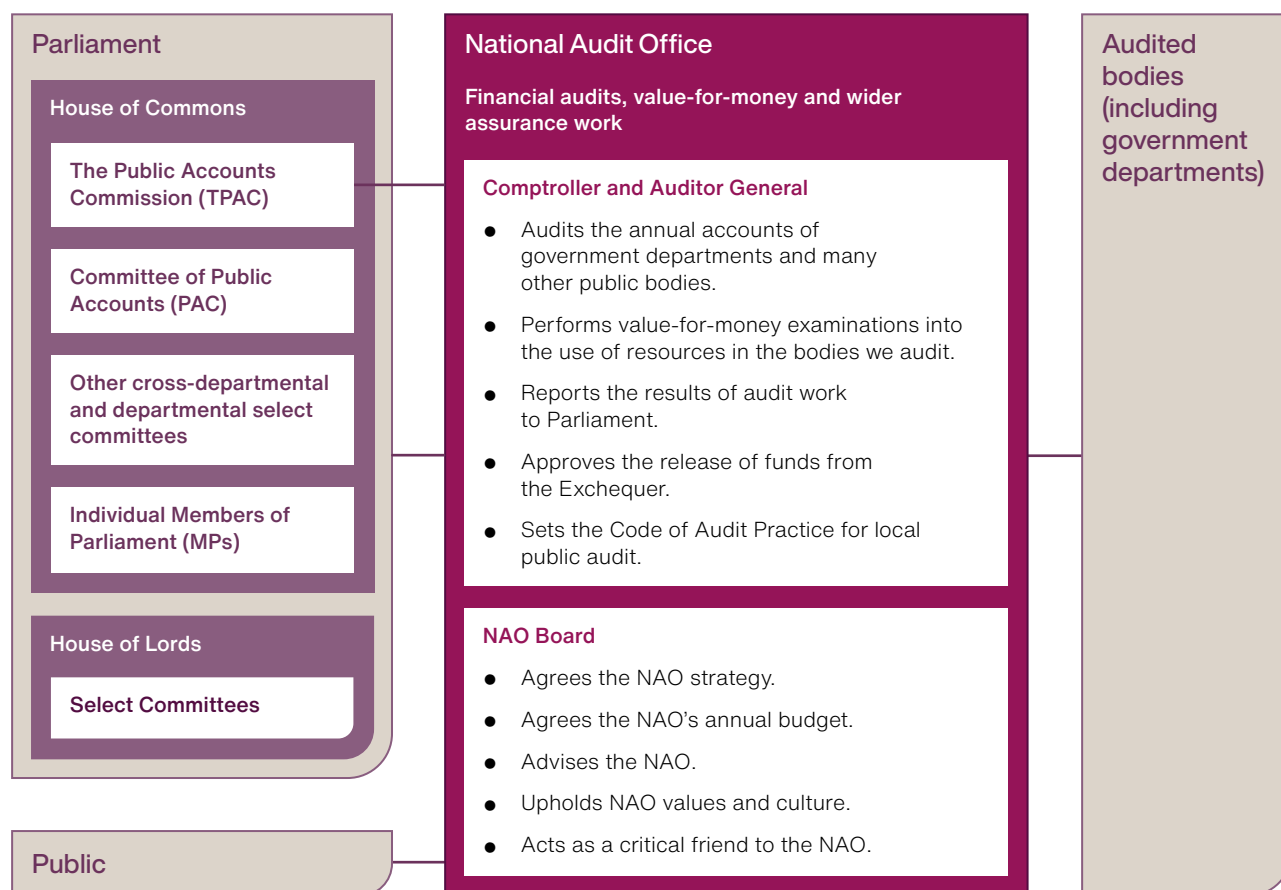 Parliament
House of Commons
The Public Accounts
Commission (TPAC)
Committee of Public
Accounts (PAC)
Other cross-departmental
and departmental select
committees
Individual Members of
Parliament (MPs)
House of Lords
Select Committees
Public
National Audit Office
Financial audits, value-for-money and wider
assurance work
Comptroller and Auditor General
● Audits the annual accounts of
government departments and many
other public bodies.
● Performs value-for-money examinations into
the use of resources in the bodies we audit.
● Reports the results of audit work
to Parliament.
● Approves the release of funds from
the Exchequer.
● Sets the Code of Audit Practice for local
public audit.
NAO Board
● Agrees the NAO strategy.
● Agrees the NAO’s annual budget.
● Advises the NAO.
● Upholds NAO values and culture.
● Acts as a critical friend to the NAO.
Audited
bodies
(including
government
departments)